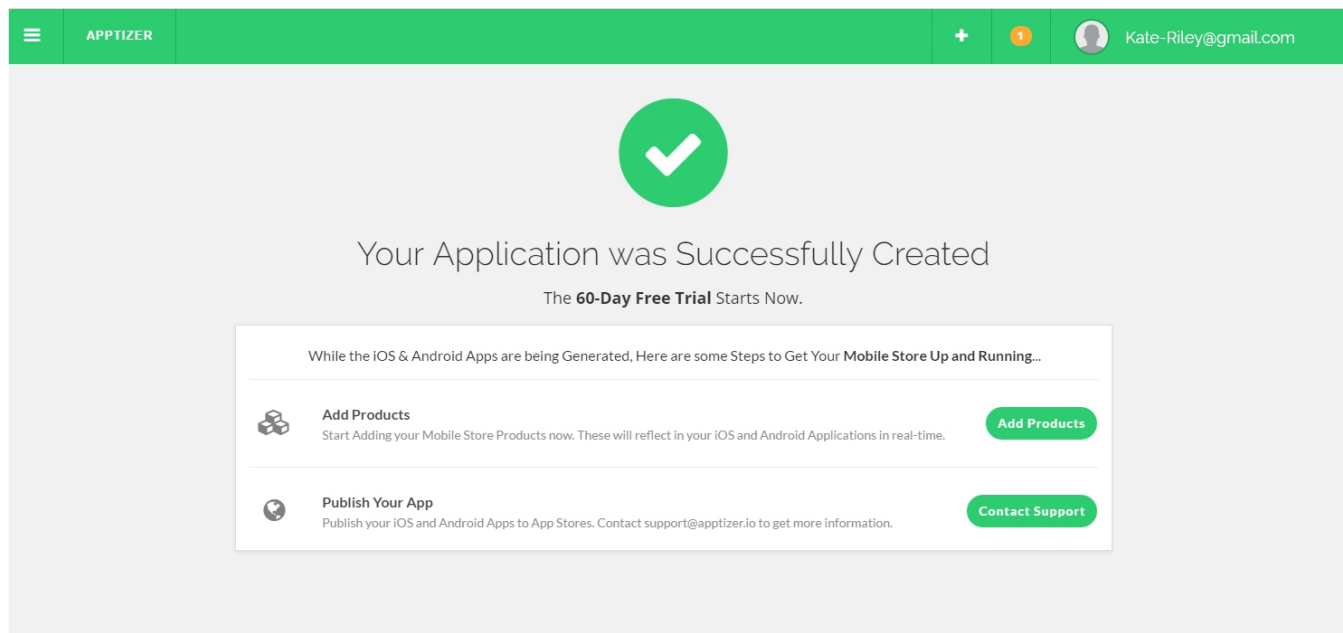 APPTIZER
1
Kate-Riley@gmail.com
Your Application was Successfully Created
The 60-Day Free Trial Starts Now.
While the iOS & Android Apps are being Generated, Here are some Steps to Get Your Mobile Store Up and Running...
Add Products
Start Adding your Mobile Store Products now. These will reflect in your iOS and Android Applications in real-time.
Add Products
Publish Your App
Publish your iOS and Android Apps to App Stores. Contact support@apptizer.io to get more information.
Contact Support